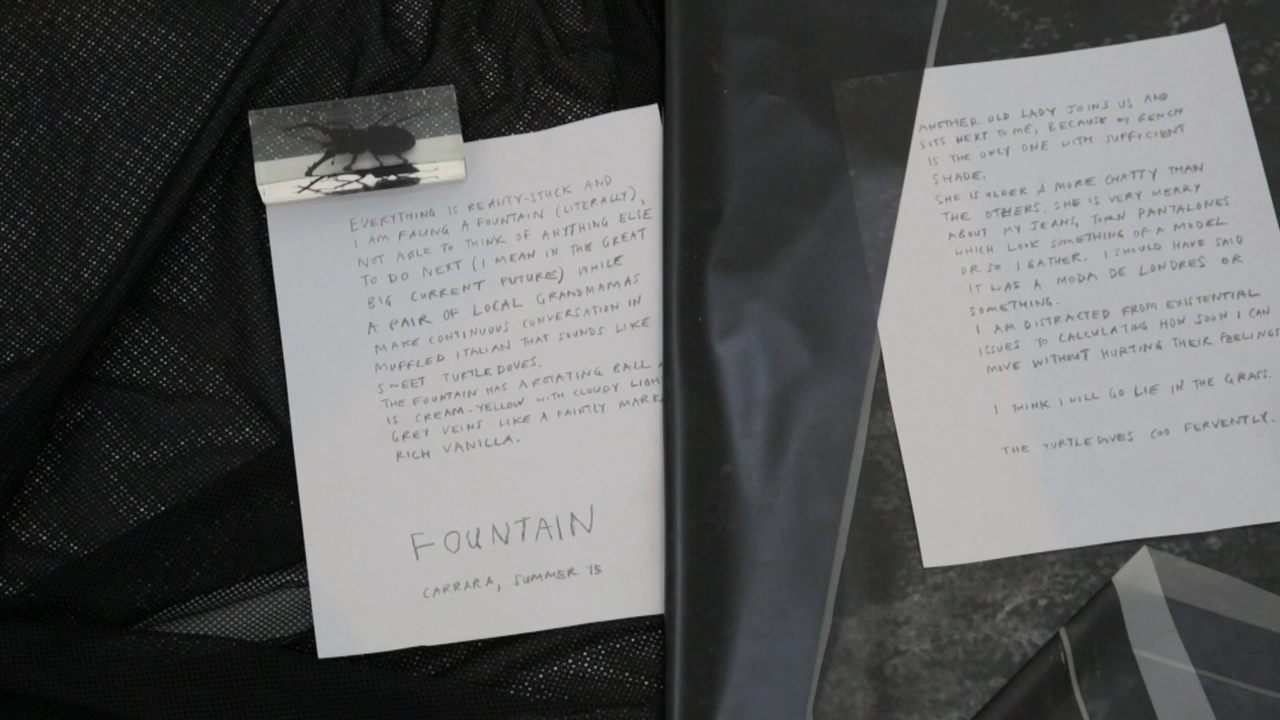 EVERYTHING IS REALITY-STUCK AND
I AM FACING A FOUNTAIN (LITERALLY),
NOT ABLE TO THINK OF ANYTHING ELSE
TO DO NEXT (I MEAN IN THE GREAT
BIG CURRENT FUTURE) WHILE
A PAIR OF LOCAL GRANDMAMAS
MAKE CONTINUOUS CONVERSATION IN
MUFFLED ITALIAN THAT SOUNDS LIKE
SWEET TURTLEDOVES.
THE FOUNTAIN HAS A ROTATING BALL
IS CREAM-YELLOW WITH CLOUDY LIGH
GREY VEINS LIKE A FAINTLY MARK
RICH VANILLA.
FOUNTAIN
CARRARA, SUMMER '15
ANOTHER OLD LADY JOINS US AND
SITS NEXT TO ME, BECAUSE MY BENCH
IS THE ONLY ONE WITH SUFFICIENT
SHADE.
SHE IS OLDER & MORE CHATTY THAN
THE OTHERS. SHE IS VERY MERRY
ABOUT MY JEANS, TORN PANTALONES
WHICH LOOK SOMETHING OF A MODEL
OR SO I GATHER. I SHOULD HAVE SAID
IT WAS A MODA DE LONDRES OR
SOMETHING.
I AM DISTRACTED FROM EXISTENTIAL
ISSUES TO CALCULATING HOW SOON I CAN
MOVE WITHOUT HURTING THEIR FEELINGS
I THINK I WILL GO LIE IN THE GRASS.
THE TURTLEDOVES COO FERVENTLY.